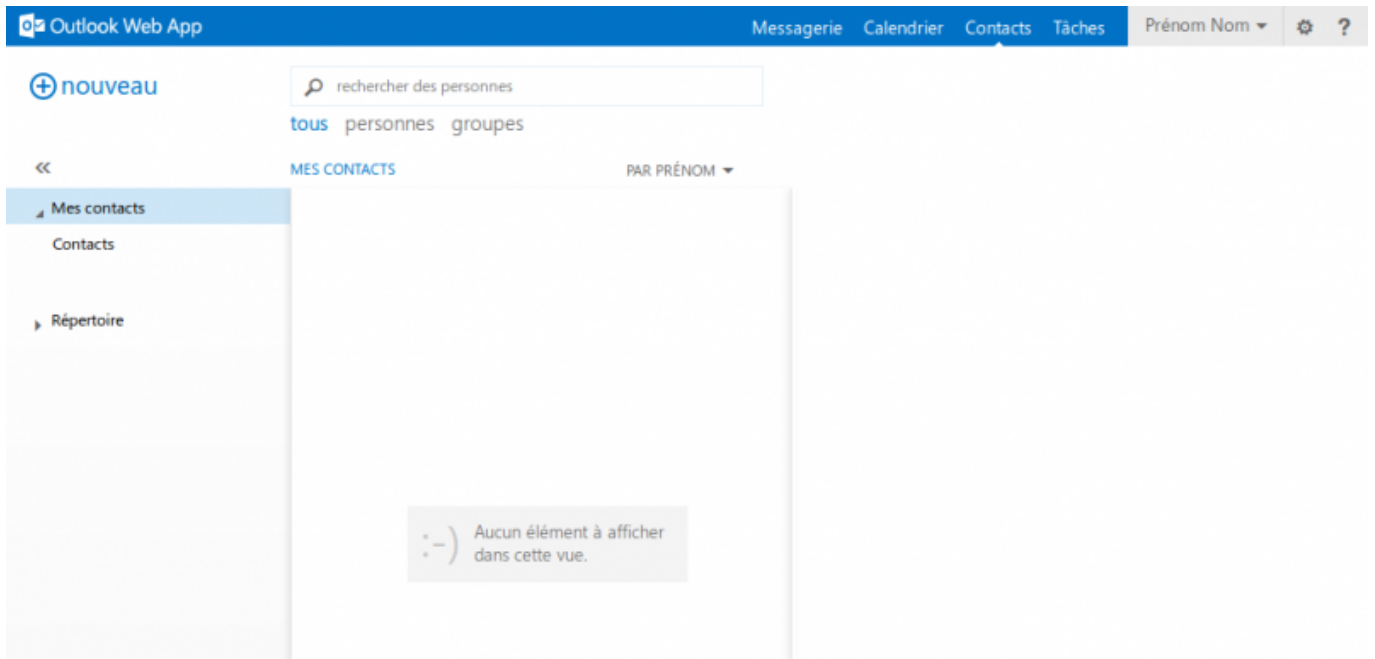 Outlook Web App
Messagerie Calendrier Contacts Tâches Prénom Nom ?
nouveau
rechercher des personnes
tous personnes groupes
MES CONTACTS PAR PRÉNOM
Mes contacts
Contacts
Répertoire
:-) Aucun élément à afficher
dans cette vue.